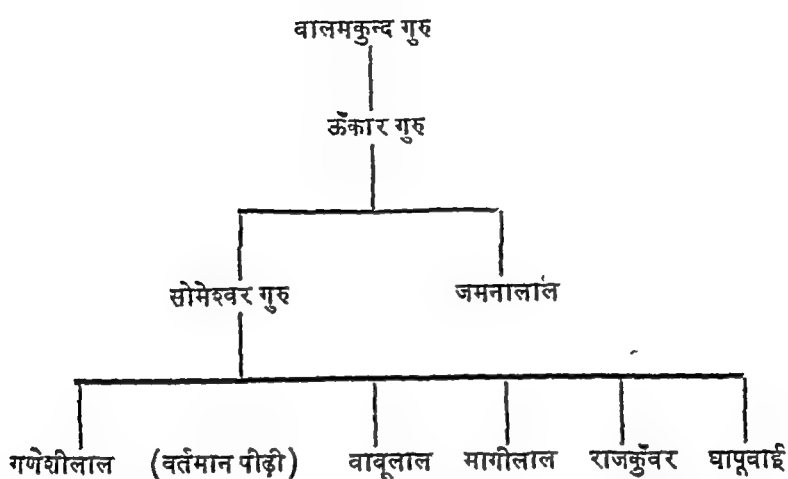 वालमकुन्द गुरु
ऊँकार गुरु
सोमेश्वर गुरु जमनालाल
गणेशीलाल (वर्तमान पीढ़ी) वावूलाल मागीलाल राजकुँवर घापूवाई